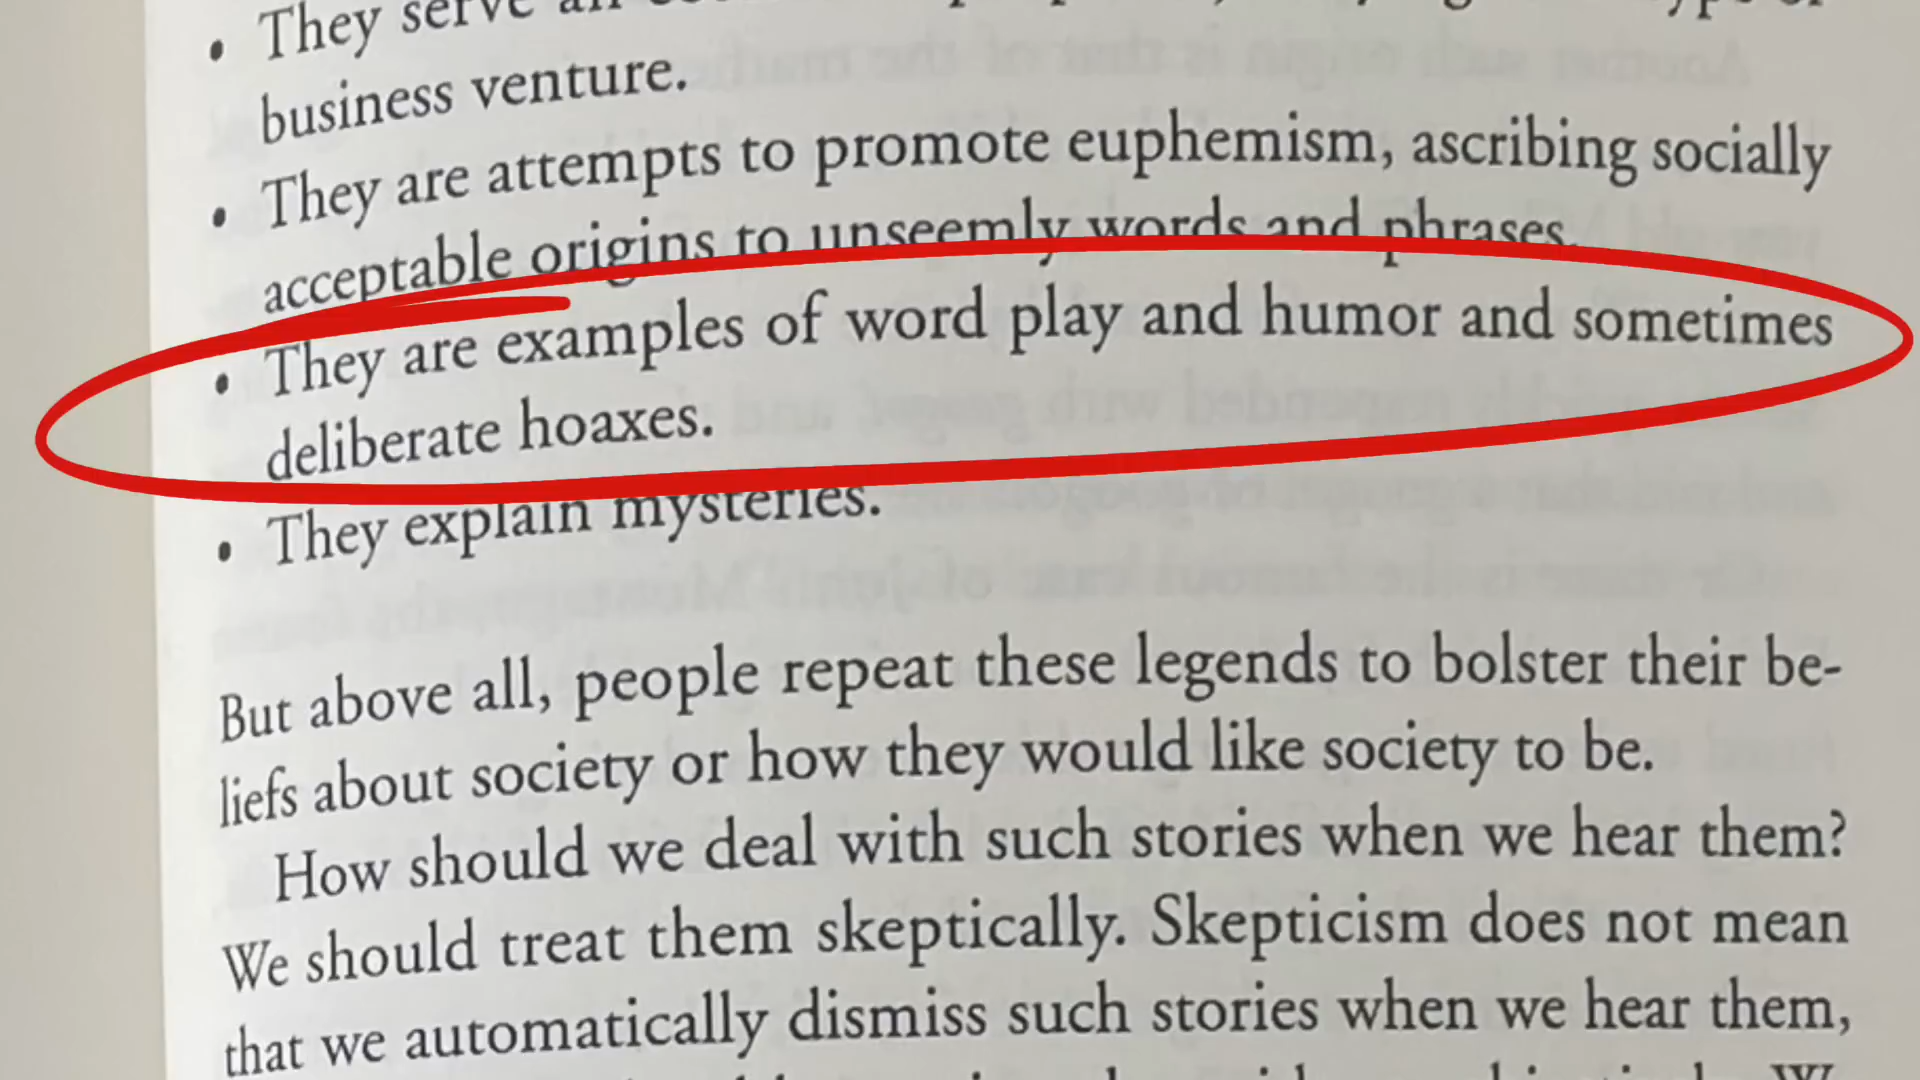 • They serve an
business venture.
• They are attempts to promote euphemism, ascribing socially
acceptable origins to unseemly words and phrases.
• They are examples of word play and humor and sometimes
deliberate hoaxes.
• They explain mysteries.
But above all, people repeat these legends to bolster their be-
liefs about society or how they would like society to be.
How should we deal with such stories when we hear them?
We should treat them skeptically. Skepticism does not mean
that we automatically dismiss such stories when we hear them,